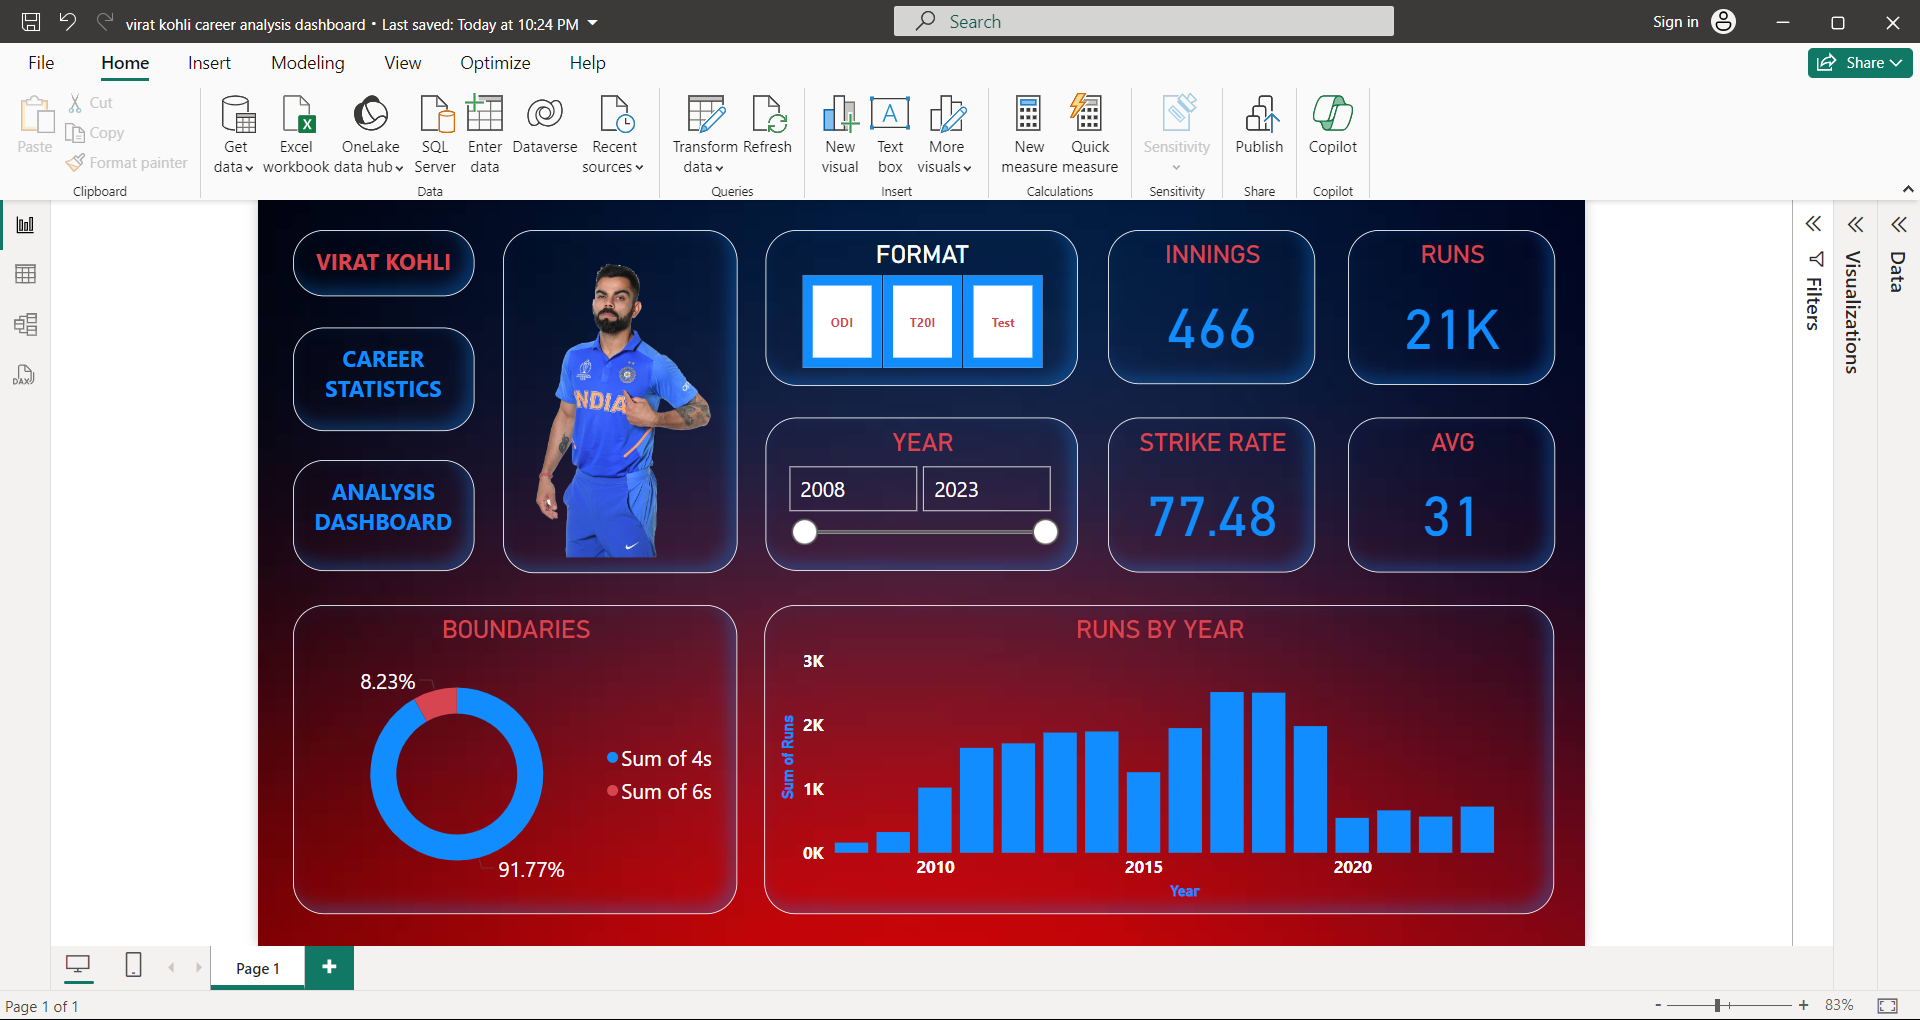 virat kohli career analysis dashboard • Last saved: Today at 10:24 PM
Search
Sign in
File Home Insert Modeling View Optimize Help
Share
Paste
Cut
Copy
Format painter
Clipboard
Get data
Excel workbook
OneLake data hub
SQL Server
Enter data
Dataverse
Recent sources
Data
Transform data
Refresh
Queries
New visual
Text box
More visuals
Insert
New measure
Quick measure
Calculations
Sensitivity
Sensitivity
Publish
Share
Copilot
Copilot
DAX
VIRAT KOHLI
CAREER
STATISTICS
ANALYSIS
DASHBOARD
INDIA
FORMAT
ODI T20I Test
INNINGS
466
RUNS
21K
YEAR
2008 2023
STRIKE RATE
77.48
AVG
31
BOUNDARIES
8.23%
91.77%
Sum of 4s
Sum of 6s
RUNS BY YEAR
3K
2K
1K
0K
Sum of Runs
2010 2015 2020
Year
Filters
Visualizations
Data
Page 1
Page 1 of 1
- + 83%